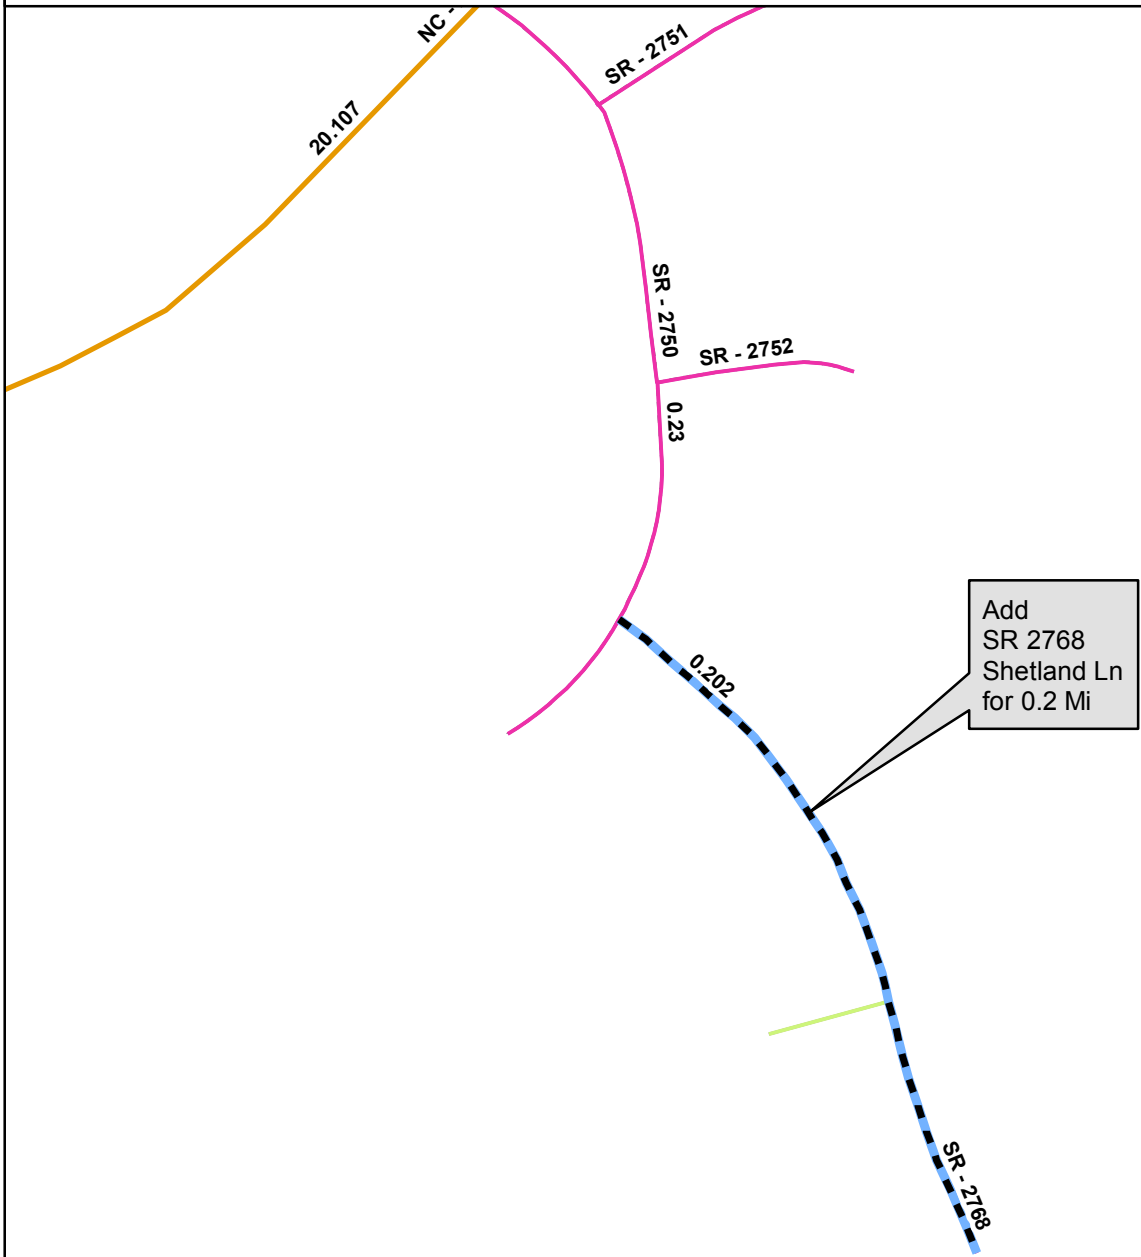 NC -
SR - 2751
20.107
SR - 2750
SR - 2752
0.23
Add
SR 2768
Shetland Ln
for 0.2 Mi
0.202
SR - 2768